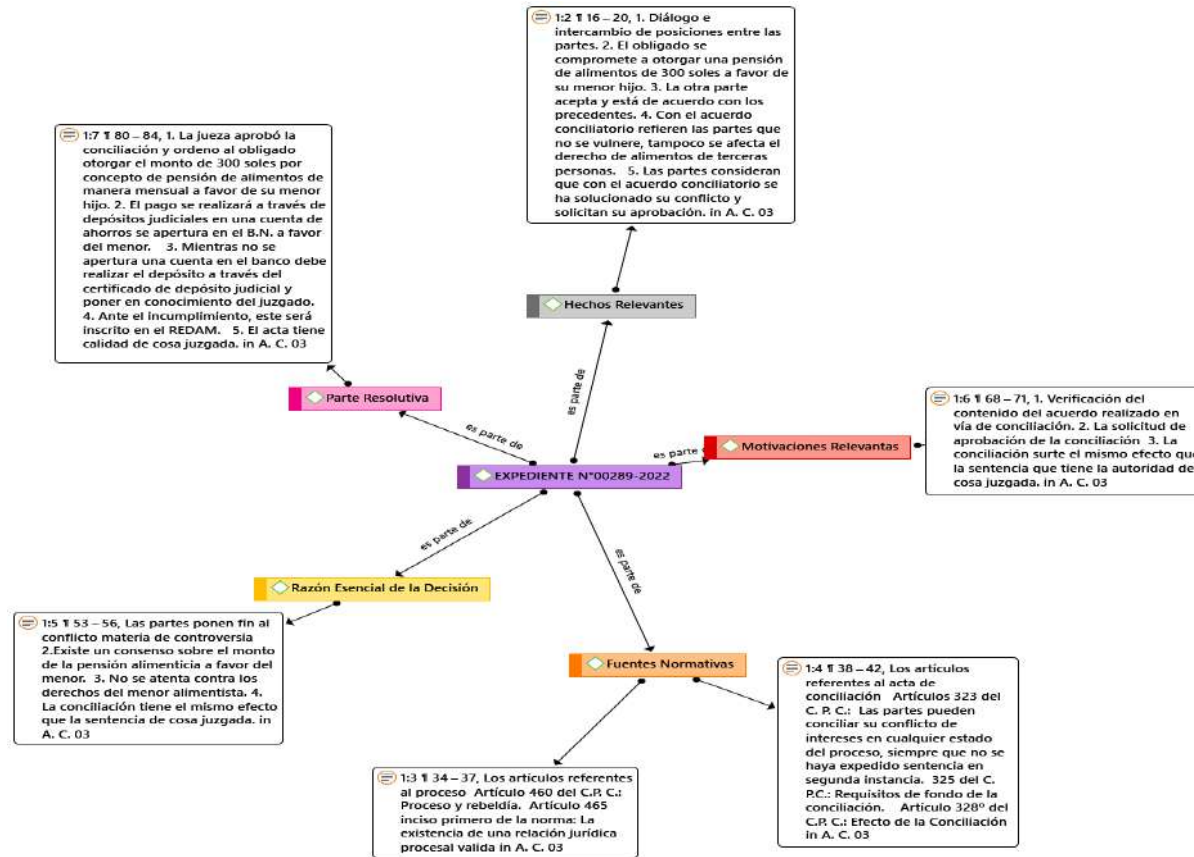 1:2 ¶ 16 – 20, 1. Diálogo e
intercambio de posiciones entre las
partes. 2. El obligado se
compromete a otorgar una pensión
de alimentos de 300 soles a favor de
su menor hijo. 3. La otra parte
acepta y está de acuerdo con los
precedentes. 4. Con el acuerdo
conciliatorio refieren las partes que
no se vulnere, tampoco se afecta el
derecho de alimentos de terceras
personas. 5. Las partes consideran
que con el acuerdo conciliatorio se
ha solucionado su conflicto y
solicitan su aprobación. in A. C. 03
1:7 ¶ 80 – 84, 1. La jueza aprobó la
conciliación y ordeno al obligado
otorgar el monto de 300 soles por
concepto de pensión de alimentos de
manera mensual a favor de su menor
hijo. 2. El pago se realizará a través de
depósitos judiciales en una cuenta de
ahorros se apertura en el B.N. a favor
del menor. 3. Mientras no se
apertura una cuenta en el banco debe
realizar el depósito a través del
certificado de depósito judicial y
poner en conocimiento del juzgado.
4. Ante el incumplimiento, este será
inscrito en el REDAM. 5. El acta tiene
calidad de cosa juzgada. in A. C. 03
Hechos Relevantes
es parte de
Parte Resolutiva
es parte de
1:6 ¶ 68 – 71, 1. Verificación del
contenido del acuerdo realizado en
vía de conciliación. 2. La solicitud de
aprobación de la conciliación 3. La
conciliación surte el mismo efecto que
la sentencia que tiene la autoridad de
cosa juzgada. in A. C. 03
Motivaciones Relevantas
es parte
EXPEDIENTE N°00289-2022
es parte de
es parte de
Razón Esencial de la Decisión
1:5 ¶ 53 – 56, Las partes ponen fin al
conflicto materia de controversia
2.Existe un consenso sobre el monto
de la pensión alimenticia a favor del
menor. 3. No se atenta contra los
derechos del menor alimentista. 4.
La conciliación tiene el mismo efecto
que la sentencia de cosa juzgada. in
A. C. 03
Fuentes Normativas
1:4 ¶ 38 – 42, Los artículos
referentes al acta de
conciliación Artículos 323 del
C. P. C.: Las partes pueden
conciliar su conflicto de
intereses en cualquier estado
del proceso, siempre que no se
haya expedido sentencia en
segunda instancia. 325 del C.
P.C.: Requisitos de fondo de la
conciliación. Artículo 328º del
C.P. C.: Efecto de la Conciliación
in A. C. 03
1:3 ¶ 34 – 37, Los artículos referentes
al proceso Artículo 460 del C.P. C.:
Proceso y rebeldía. Artículo 465
inciso primero de la norma: La
existencia de una relación jurídica
procesal valida in A. C. 03